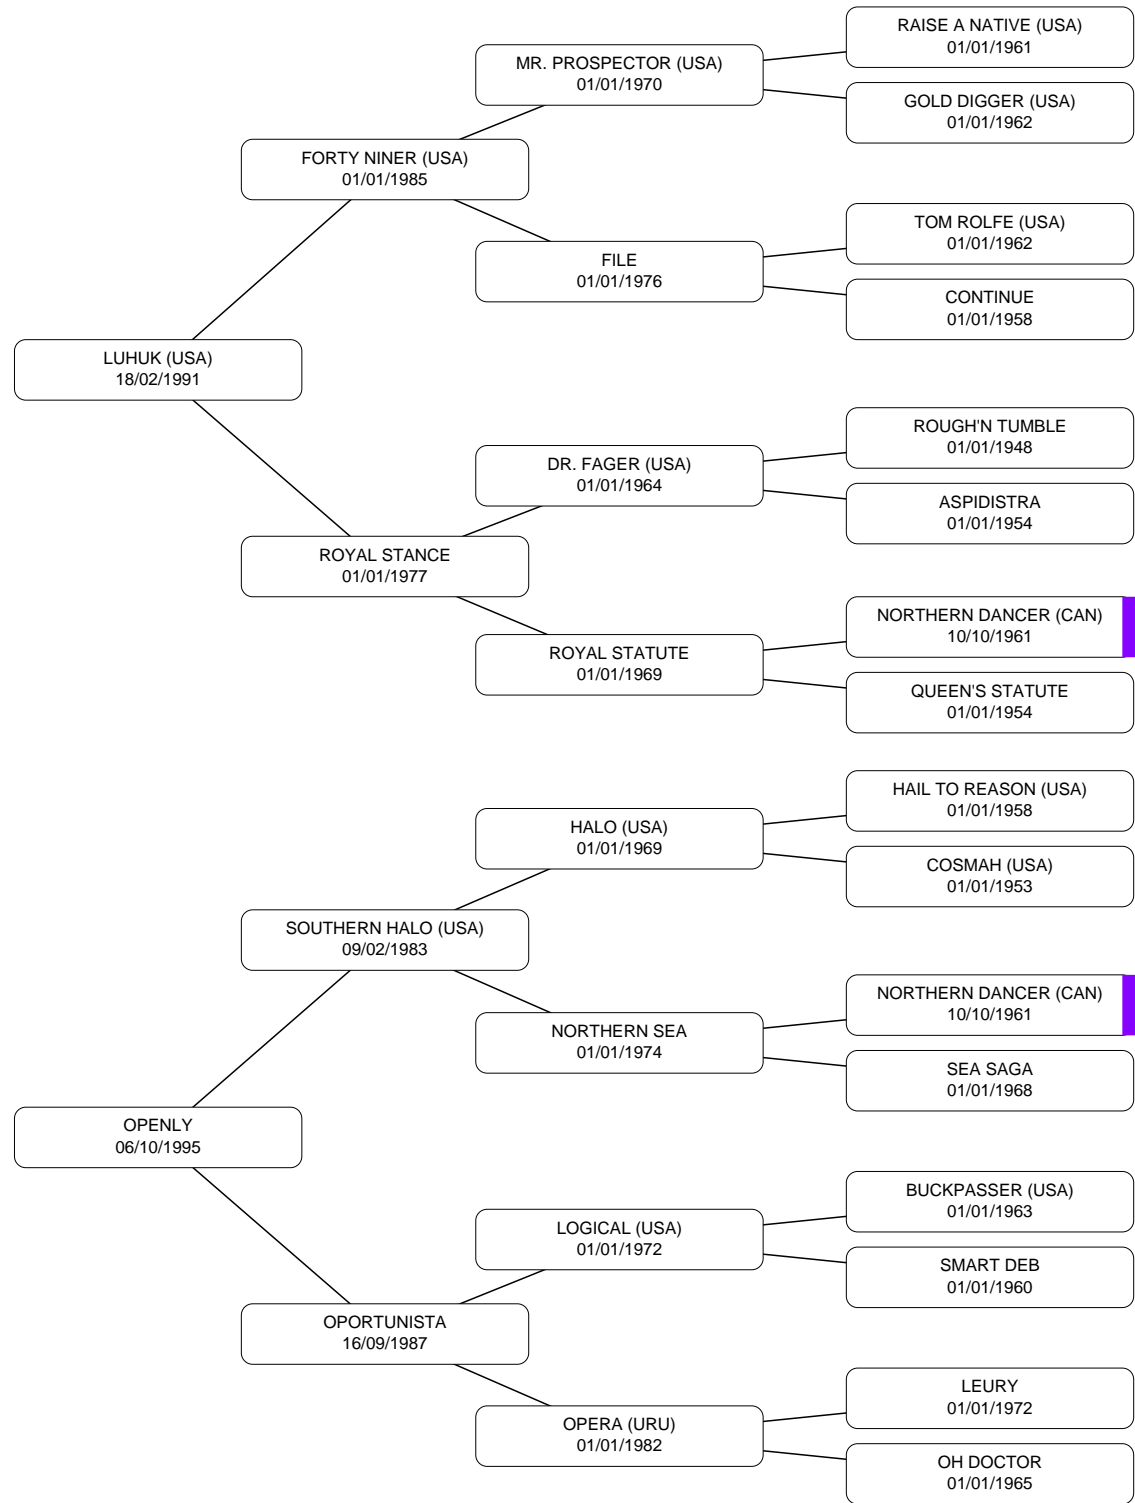 RAISE A NATIVE (USA)
01/01/1961
MR. PROSPECTOR (USA)
01/01/1970
GOLD DIGGER (USA)
01/01/1962
FORTY NINER (USA)
01/01/1985
TOM ROLFE (USA)
01/01/1962
FILE
01/01/1976
CONTINUE
01/01/1958
LUHUK (USA)
18/02/1991
ROUGH'N TUMBLE
01/01/1948
DR. FAGER (USA)
01/01/1964
ASPIDISTRA
01/01/1954
ROYAL STANCE
01/01/1977
NORTHERN DANCER (CAN)
10/10/1961
ROYAL STATUTE
01/01/1969
QUEEN'S STATUTE
01/01/1954
HAIL TO REASON (USA)
01/01/1958
HALO (USA)
01/01/1969
COSMAH (USA)
01/01/1953
SOUTHERN HALO (USA)
09/02/1983
NORTHERN DANCER (CAN)
10/10/1961
NORTHERN SEA
01/01/1974
SEA SAGA
01/01/1968
OPENLY
06/10/1995
BUCKPASSER (USA)
01/01/1963
LOGICAL (USA)
01/01/1972
SMART DEB
01/01/1960
OPORTUNISTA
16/09/1987
LEURY
01/01/1972
OPERA (URU)
01/01/1982
OH DOCTOR
01/01/1965